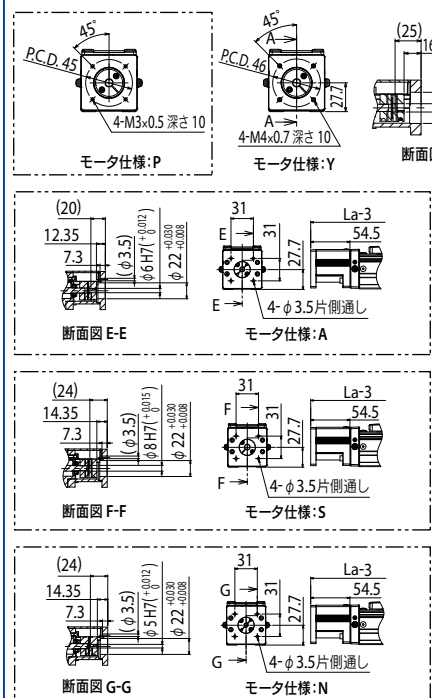 45°
P.C.D. 45
4-M3x0.5 深さ 10
モータ仕様:P
45°
A
P.C.D. 46
27.7
A
4-M4x0.7 深さ 10
モータ仕様:Y
(25)
16
断面図
(20)
12.35
7.3
(φ3.5)
φ6H7(+0.012 0)
φ22 +0.030 +0.008
断面図 E-E
31
E
31
27.7
E
4-φ3.5片側通し
モータ仕様:A
La-3
54.5
(24)
14.35
7.3
(φ3.5)
φ8H7(+0.015 0)
φ22 +0.030 +0.008
断面図 F-F
31
F
31
27.7
F
4-φ3.5片側通し
モータ仕様:S
La-3
54.5
(24)
14.35
7.3
(φ3.5)
φ5H7(+0.012 0)
φ22 +0.030 +0.008
断面図 G-G
31
G
31
27.7
G
4-φ3.5片側通し
モータ仕様:N
La-3
54.5